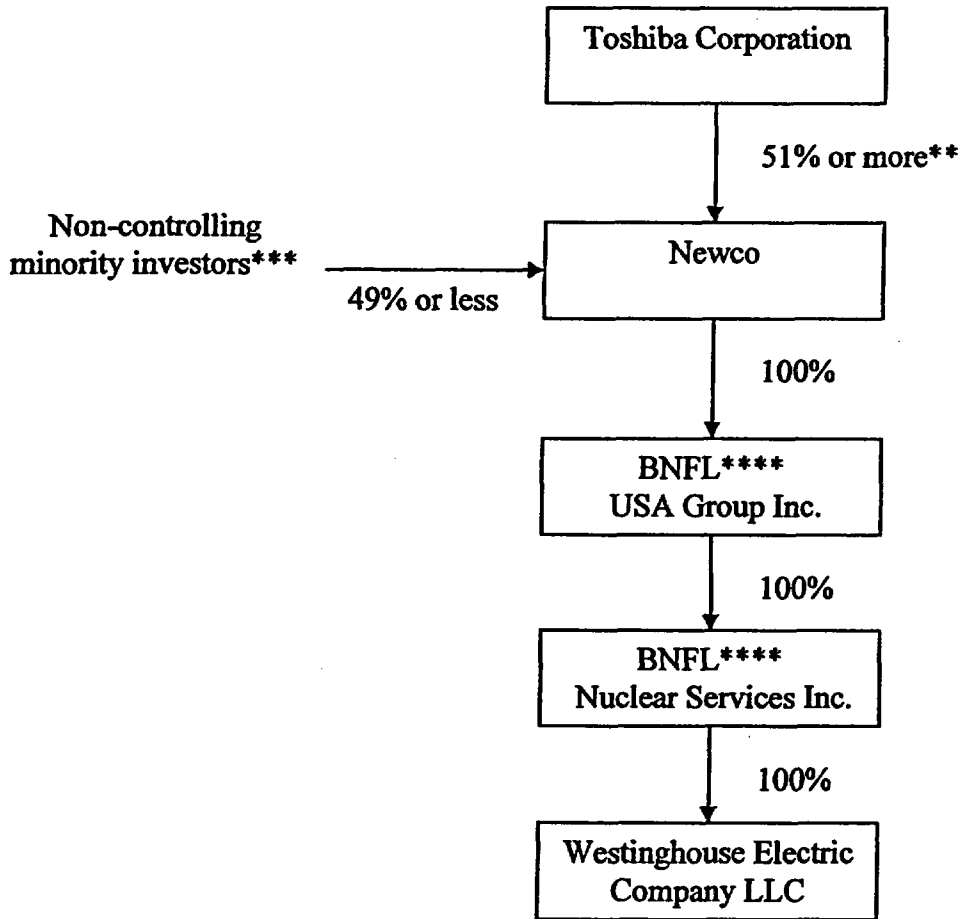 Toshiba Corporation
51% or more**
Non-controlling
minority investors***
49% or less
Newco
100%
BNFL****
USA Group Inc.
100%
BNFL****
Nuclear Services Inc.
100%
Westinghouse Electric
Company LLC